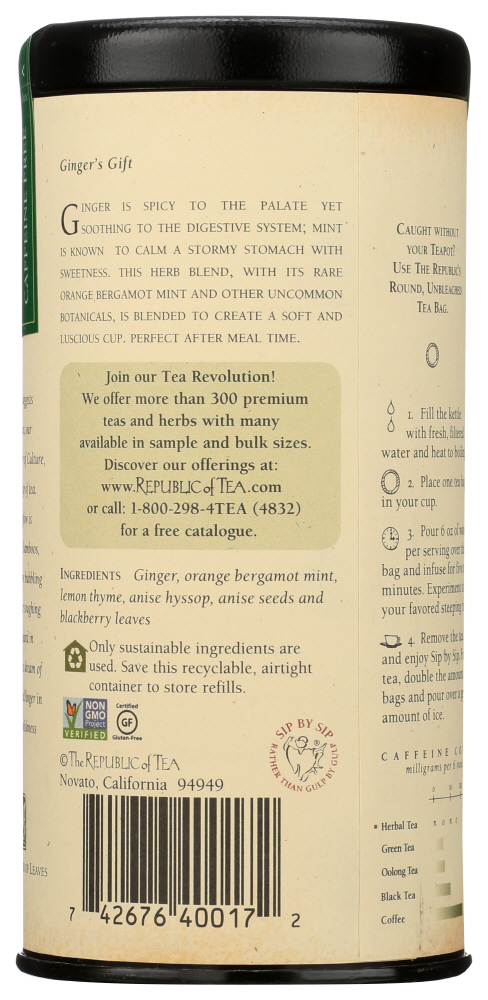 CAFFEINE FREE
Ginger's Gift
GINGER IS SPICY TO THE PALATE YET
SOOTHING TO THE DIGESTIVE SYSTEM; MINT
IS KNOWN TO CALM A STORMY STOMACH WITH
SWEETNESS. THIS HERB BLEND, WITH ITS RARE
ORANGE BERGAMOT MINT AND OTHER UNCOMMON
BOTANICALS, IS BLENDED TO CREATE A SOFT AND
LUSCIOUS CUP. PERFECT AFTER MEAL TIME.
Join our Tea Revolution!
We offer more than 300 premium
teas and herbs with many
available in sample and bulk sizes.
Discover our offerings at:
www.REPUBLIC of TEA.com
or call: 1-800-298-4TEA (4832)
for a free catalogue.
INGREDIENTS Ginger, orange bergamot mint,
lemon thyme, anise hyssop, anise seeds and
blackberry leaves
Only sustainable ingredients are
used. Save this recyclable, airtight
container to store refills.
NON
GMO
Project
VERIFIED
Certified
GF
Gluten-Free
SIP BY SIP
RATHER THAN GULP BY GULP
©The REPUBLIC of TEA
Novato, California 94949
7 42676 40017 2
CAUGHT WITHOUT
YOUR TEAPOT?
USE THE REPUBLIC'S
ROUND, UNBLEACHED
TEA BAG.
1. Fill the kettle
with fresh, filtered
water and heat to boiling
2. Place one tea
in your cup.
3. Pour 6 oz of
per serving over
bag and infuse for five
minutes. Experiment
your favored steeping
4. Remove the
and enjoy Sip by Sip.
tea, double the amount
bags and pour over a
amount of ice.
CAFFEINE
milligrams per 6
Herbal Tea none
Green Tea
Oolong Tea
Black Tea
Coffee
Culture,
tea.
LEAVES